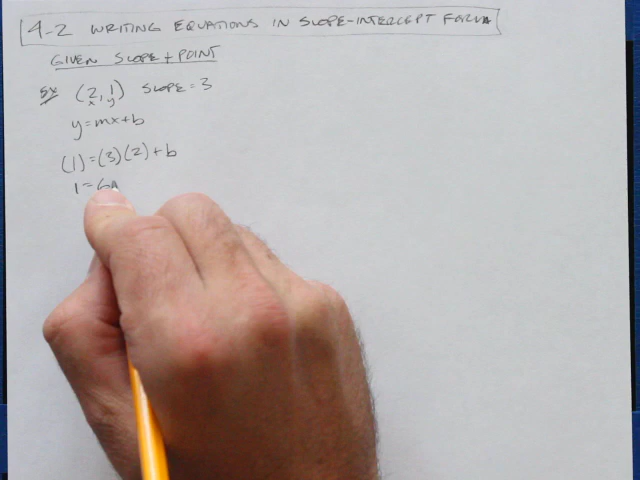 4-2 WRITING EQUATIONS IN SLOPE-INTERCEPT FORM
GIVEN SLOPE + POINT
EX (2, 1) SLOPE = 3
x y
y = mx + b
(1) = (3)(2) + b
1 = 6